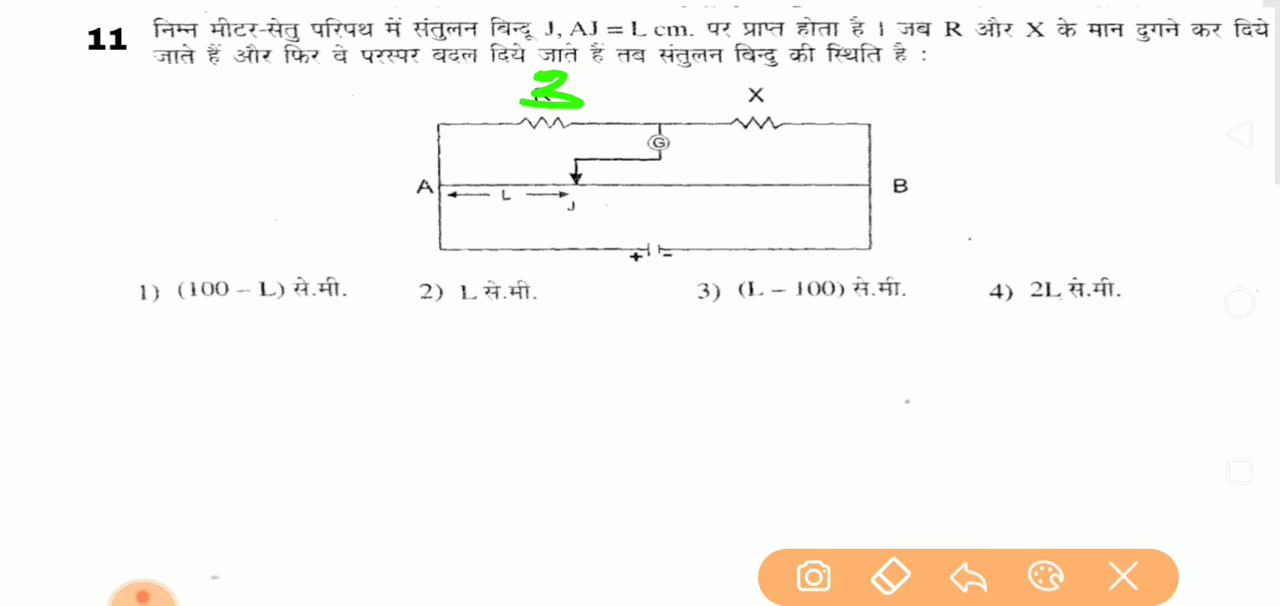 11 निम्न मीटर-सेतु परिपथ में संतुलन बिन्दू J, AJ = L cm. पर प्राप्त होता है । जब R और X के मान दुगने कर दिये
जाते हैं और फिर वे परस्पर बदल दिये जाते हैं तब संतुलन बिन्दु की स्थिति है :
2 X
G
A L J B
+ -
1) (100 – L) से.मी. 2) L से.मी. 3) (L – 100) से.मी. 4) 2L से.मी.